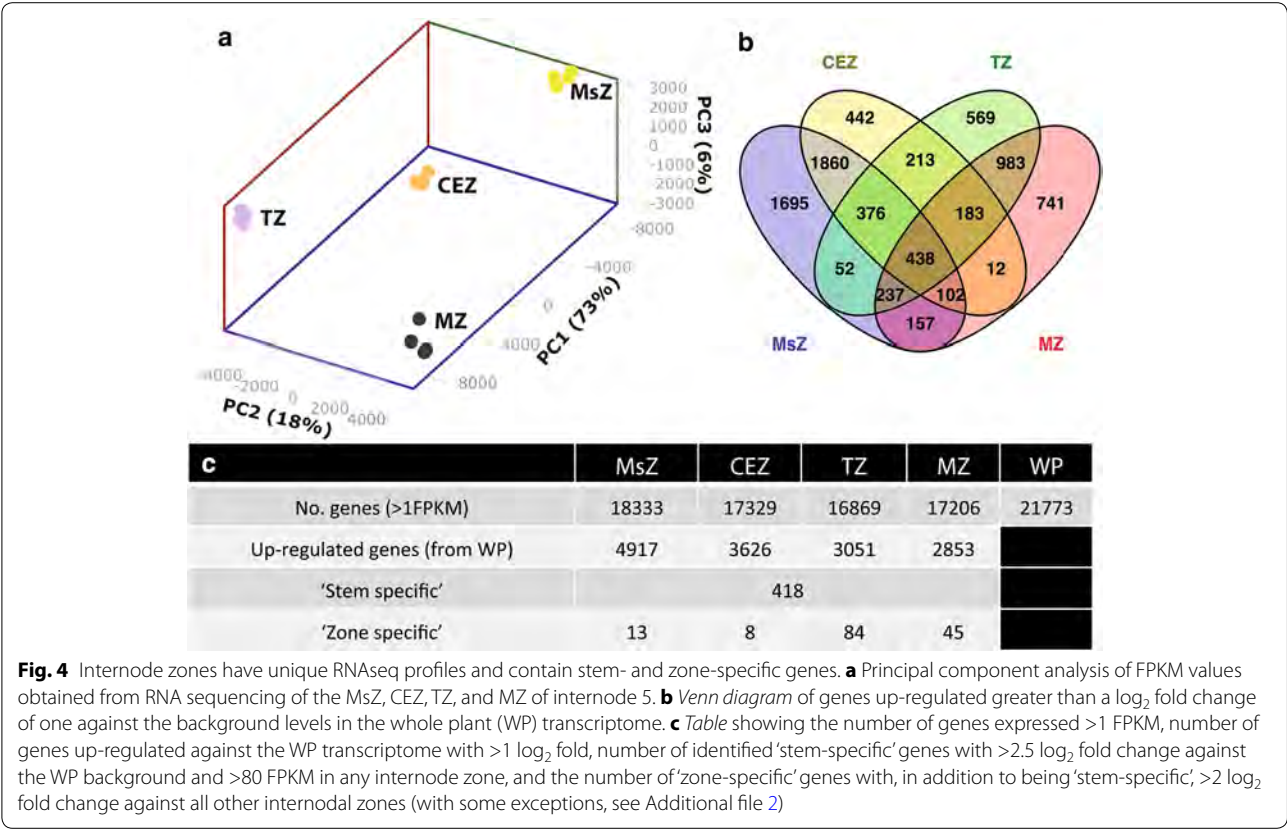 a
MsZ
CEZ
TZ
MZ
3000
2000
1000
0
-1000
-2000
-3000
PC3 (6%)
-8000
-4000
0
4000
8000
PC1 (73%)
-4000
-2000
0
2000
4000
PC2 (18%)
b
CEZ
TZ
442
569
1860
213
983
1695
376
183
741
438
52
12
237
102
157
MsZ
MZ
c MsZ CEZ TZ MZ WP
No. genes (>1FPKM) 18333 17329 16869 17206 21773
Up-regulated genes (from WP) 4917 3626 3051 2853
‘Stem specific’ 418
‘Zone specific’ 13 8 84 45
Fig. 4 Internode zones have unique RNAseq profiles and contain stem- and zone-specific genes. a Principal component analysis of FPKM values
obtained from RNA sequencing of the MsZ, CEZ, TZ, and MZ of internode 5. b Venn diagram of genes up-regulated greater than a log2 fold change
of one against the background levels in the whole plant (WP) transcriptome. c Table showing the number of genes expressed >1 FPKM, number of
genes up-regulated against the WP transcriptome with >1 log2 fold, number of identified ‘stem-specific’ genes with >2.5 log2 fold change against
the WP background and >80 FPKM in any internode zone, and the number of ‘zone-specific’ genes with, in addition to being ‘stem-specific’, >2 log2
fold change against all other internodal zones (with some exceptions, see Additional file 2)